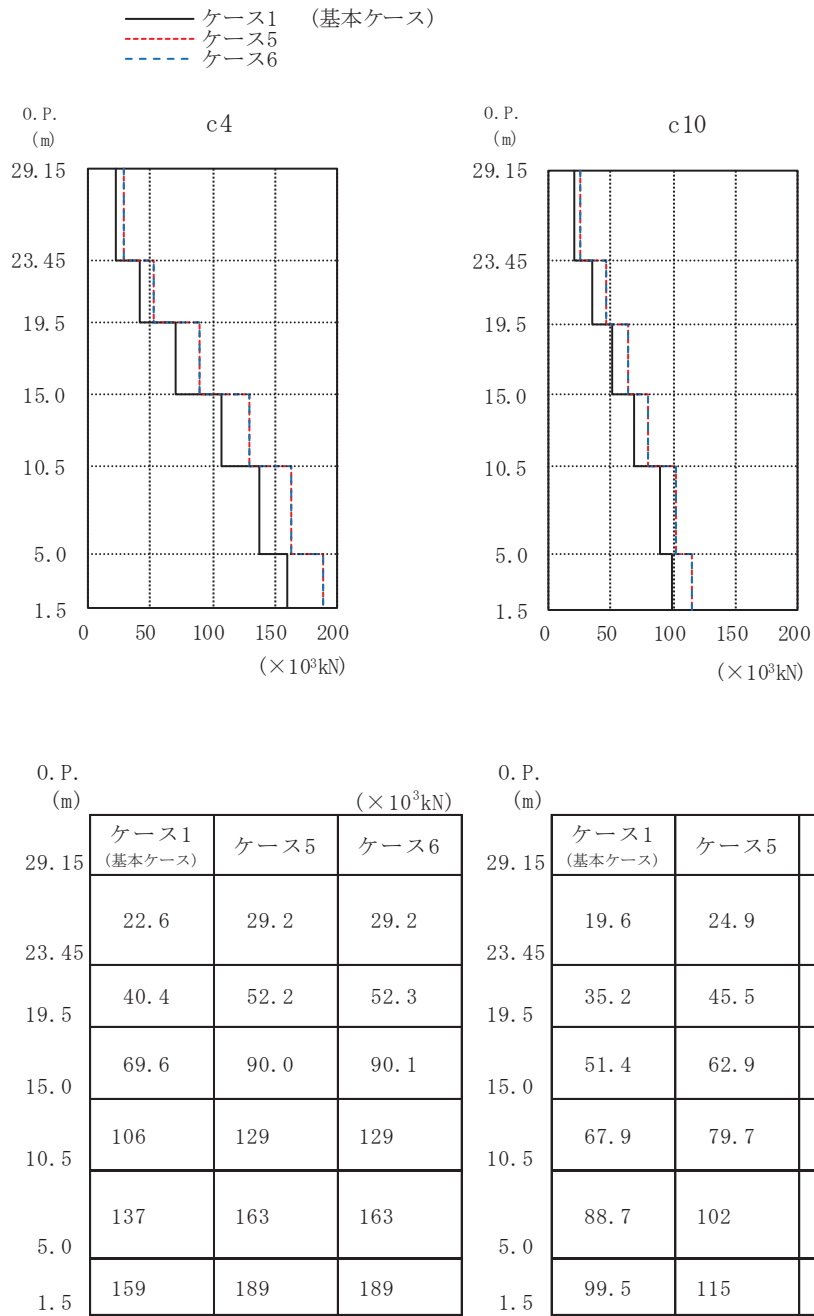 ケース1 (基本ケース)
ケース5
ケース6
O.P.
(m)
c4
29.15
23.45
19.5
15.0
10.5
5.0
1.5
0 50 100 150 200
(×10³kN)
O.P.
(m)
c10
29.15
23.45
19.5
15.0
10.5
5.0
1.5
0 50 100 150 200
(×10³kN)
O.P.
(m)
(×10³kN)
ケース1 ケース5 ケース6
(基本ケース)
29.15
22.6 29.2 29.2
23.45
40.4 52.2 52.3
19.5
69.6 90.0 90.1
15.0
106 129 129
10.5
137 163 163
5.0
159 189 189
1.5
O.P.
(m)
ケース1 ケース5
(基本ケース)
29.15
19.6 24.9
23.45
35.2 45.5
19.5
51.4 62.9
15.0
67.9 79.7
10.5
88.7 102
5.0
99.5 115
1.5